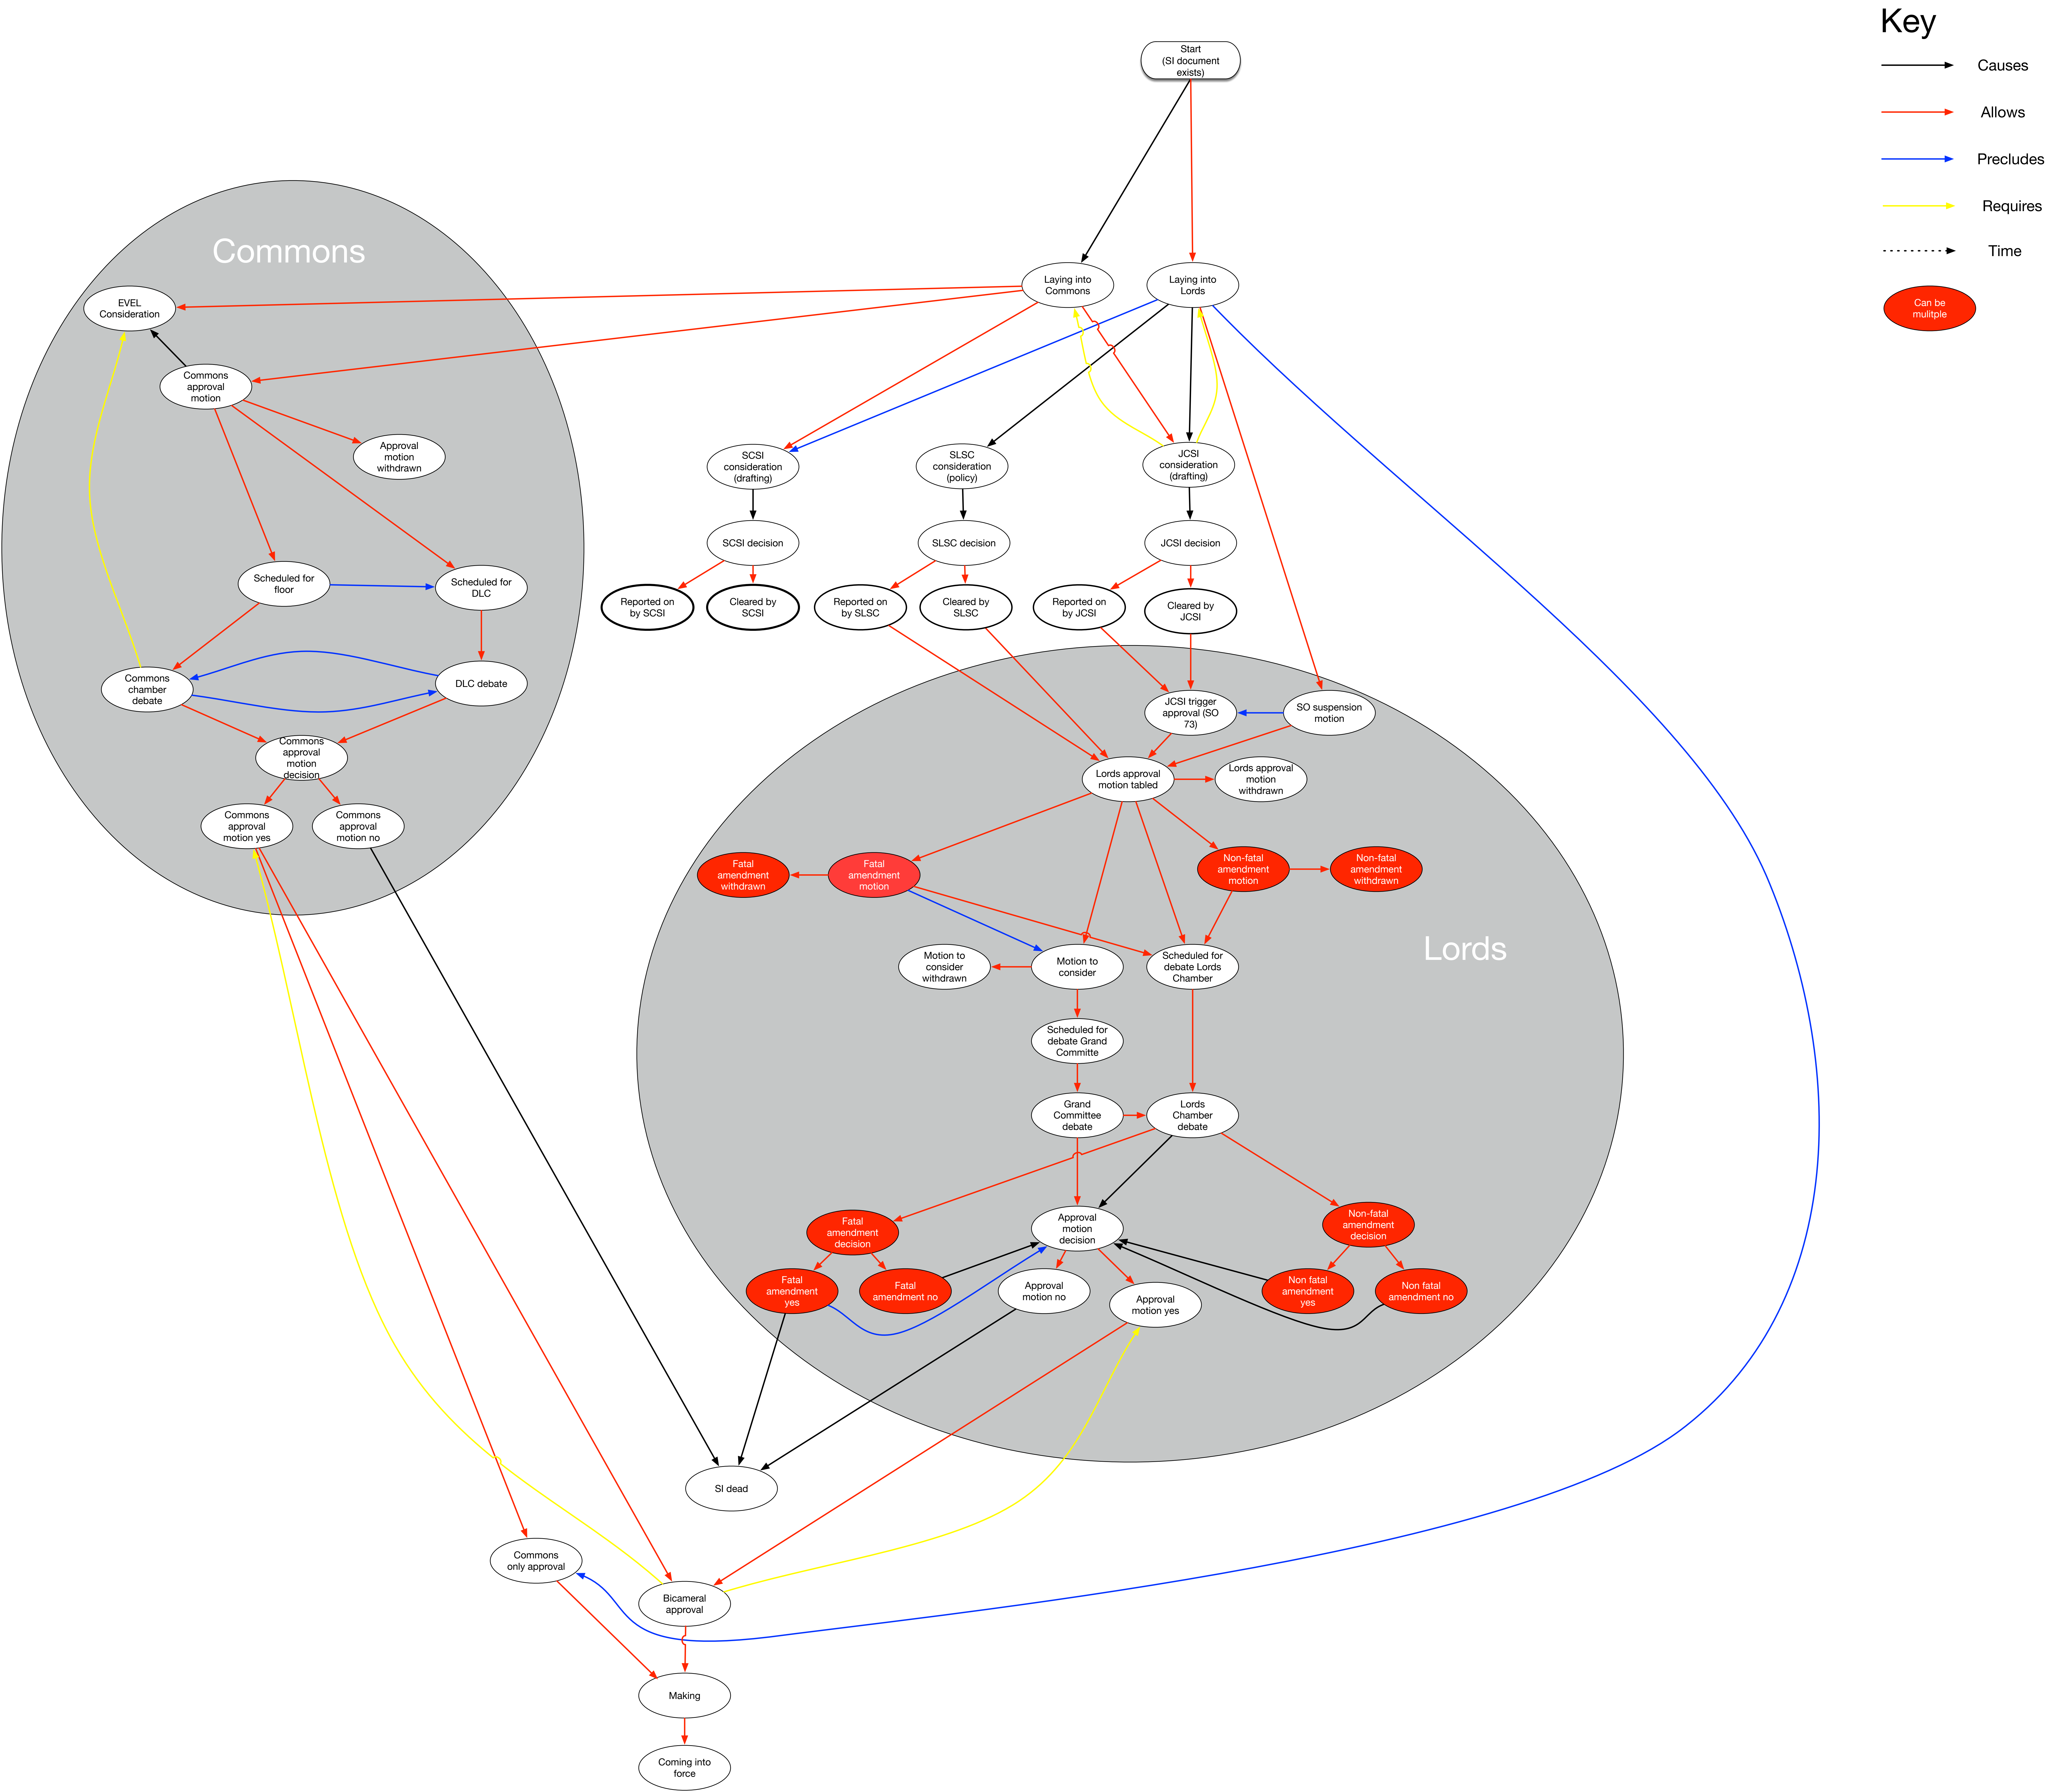 Key
Causes
Allows
Precludes
Requires
Time
Can be
mulitple
Start
(SI document
exists)
Laying into
Commons
Laying into
Lords
Commons
EVEL
Consideration
Commons
approval
motion
Approval
motion
withdrawn
Scheduled for
floor
Scheduled for
DLC
Commons
chamber
debate
DLC debate
Commons
approval
motion
decision
Commons
approval
motion yes
Commons
approval
motion no
SCSI
consideration
(drafting)
SLSC
consideration
(policy)
JCSI
consideration
(drafting)
SCSI decision
SLSC decision
JCSI decision
Reported on
by SCSI
Cleared by
SCSI
Reported on
by SLSC
Cleared by
SLSC
Reported on
by JCSI
Cleared by
JCSI
Lords
JCSI trigger
approval (SO
73)
SO suspension
motion
Lords approval
motion tabled
Lords approval
motion
withdrawn
Fatal
amendment
withdrawn
Fatal
amendment
motion
Non-fatal
amendment
motion
Non-fatal
amendment
withdrawn
Motion to
consider
withdrawn
Motion to
consider
Scheduled for
debate Lords
Chamber
Scheduled for
debate Grand
Committe
Grand
Committee
debate
Lords
Chamber
debate
Fatal
amendment
decision
Approval
motion
decision
Non-fatal
amendment
decision
Fatal
amendment
yes
Fatal
amendment no
Approval
motion no
Approval
motion yes
Non fatal
amendment
yes
Non fatal
amendment no
SI dead
Commons
only approval
Bicameral
approval
Making
Coming into
force